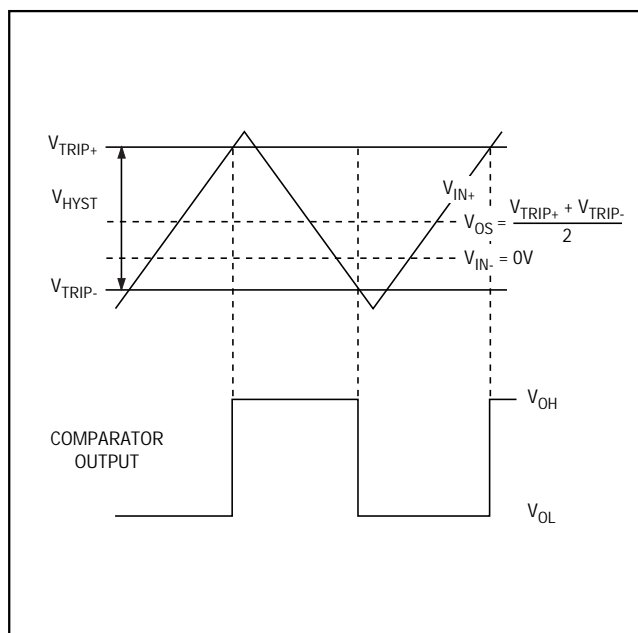 V_TRIP+
V_HYST
V_IN+
V_OS = (V_TRIP+ + V_TRIP-)/2
V_IN- = 0V
V_TRIP-
V_OH
COMPARATOR
OUTPUT
V_OL